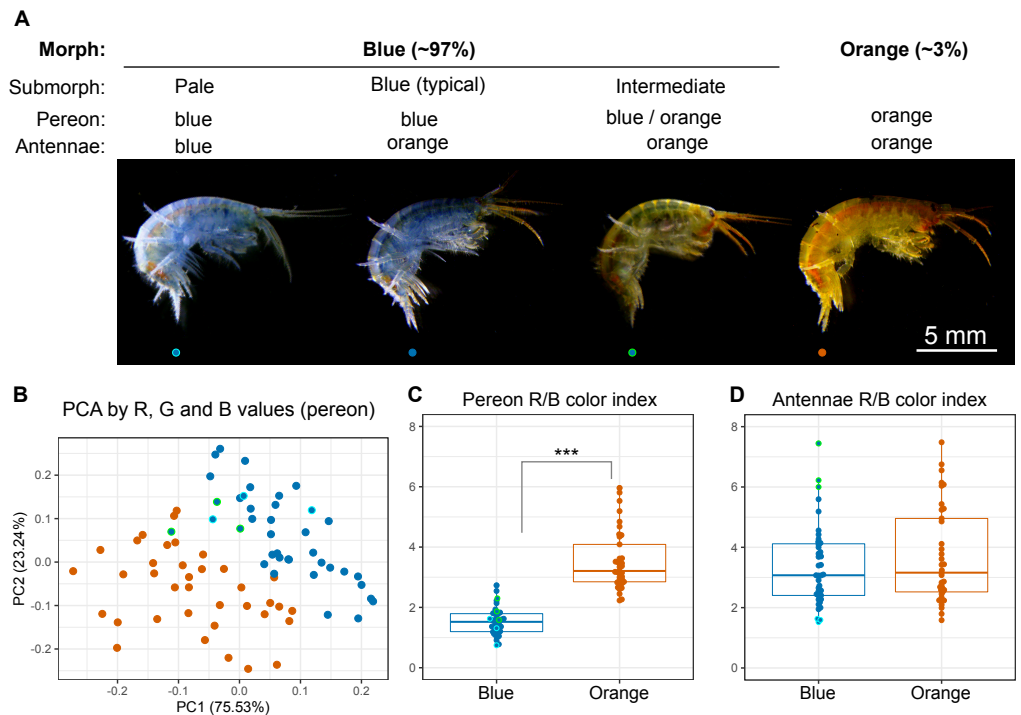 A
Morph: Blue (~97%) Orange (~3%)
Submorph: Pale Blue (typical) Intermediate
Pereon: blue blue blue / orange orange
Antennae: blue orange orange orange
5 mm
B
PCA by R, G and B values (pereon)
PC2 (23.24%)
0.2
0.1
0.0
-0.1
-0.2
-0.2 -0.1 0.0 0.1 0.2
PC1 (75.53%)
C
Pereon R/B color index
***
8
6
4
2
0
Blue Orange
D
Antennae R/B color index
8
6
4
2
0
Blue Orange